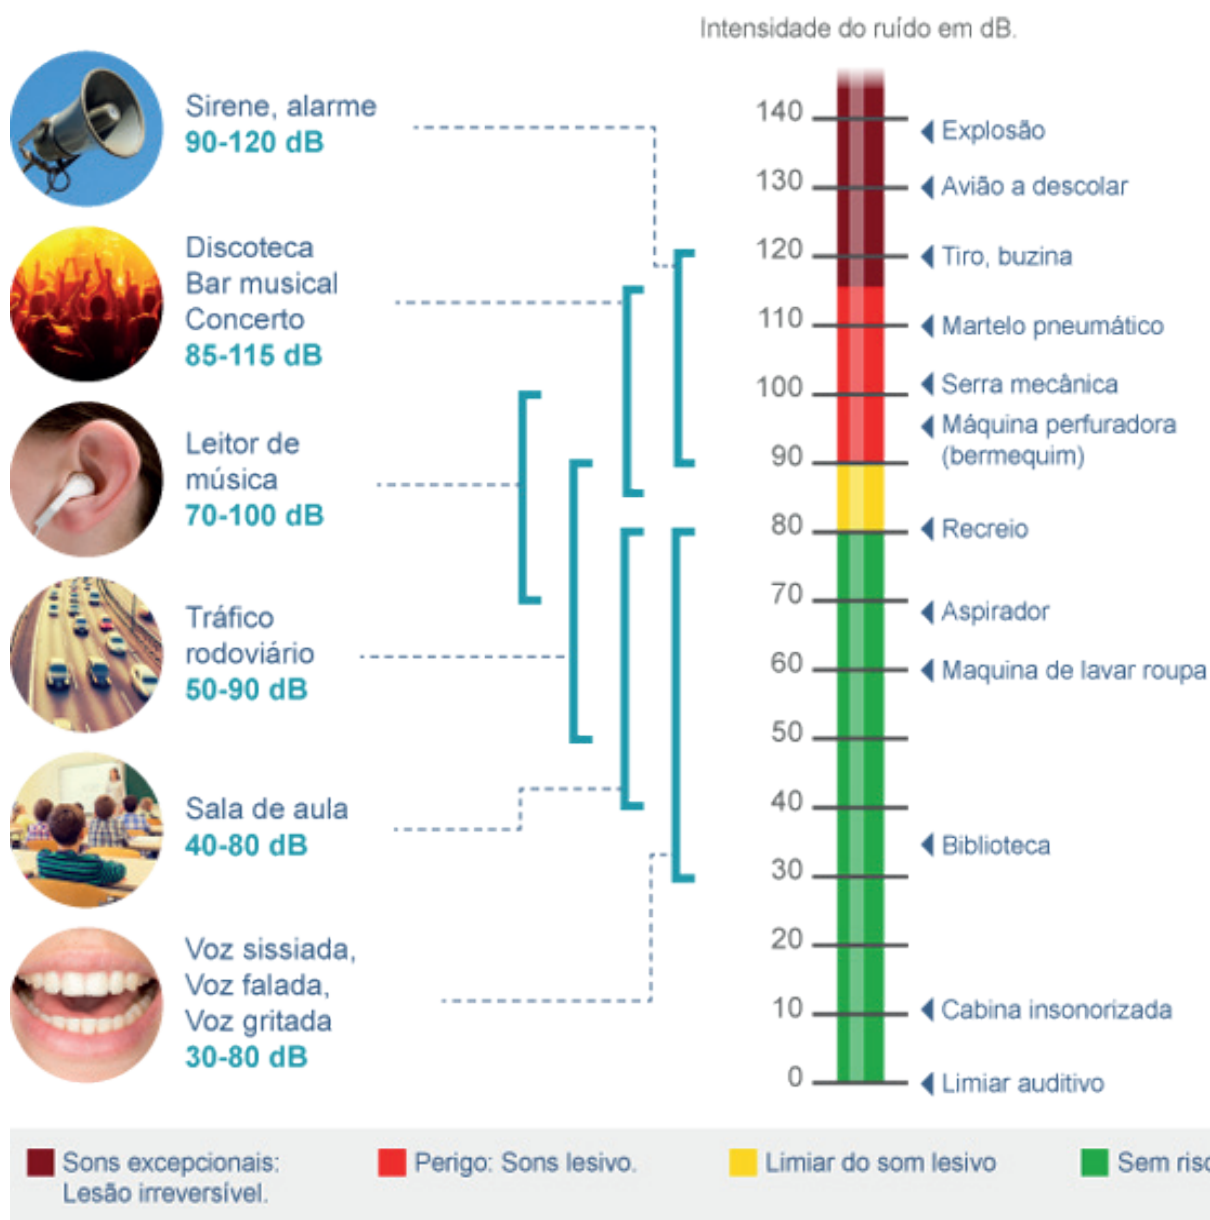 Intensidade do ruído em dB.
Sirene, alarme
90-120 dB
Discoteca
Bar musical
Concerto
85-115 dB
Leitor de
música
70-100 dB
Tráfico
rodoviário
50-90 dB
Sala de aula
40-80 dB
Voz sissiada,
Voz falada,
Voz gritada
30-80 dB
140
Explosão
130
Avião a descolar
120
Tiro, buzina
110
Martelo pneumático
100
Serra mecânica
Máquina perfuradora
(bermequim)
90
80
Recreio
70
Aspirador
60
Maquina de lavar roupa
50
40
Biblioteca
30
20
10
Cabina insonorizada
0
Limiar auditivo
Sons excepcionais:
Lesão irreversível.
Perigo: Sons lesivo.
Limiar do som lesivo
Sem